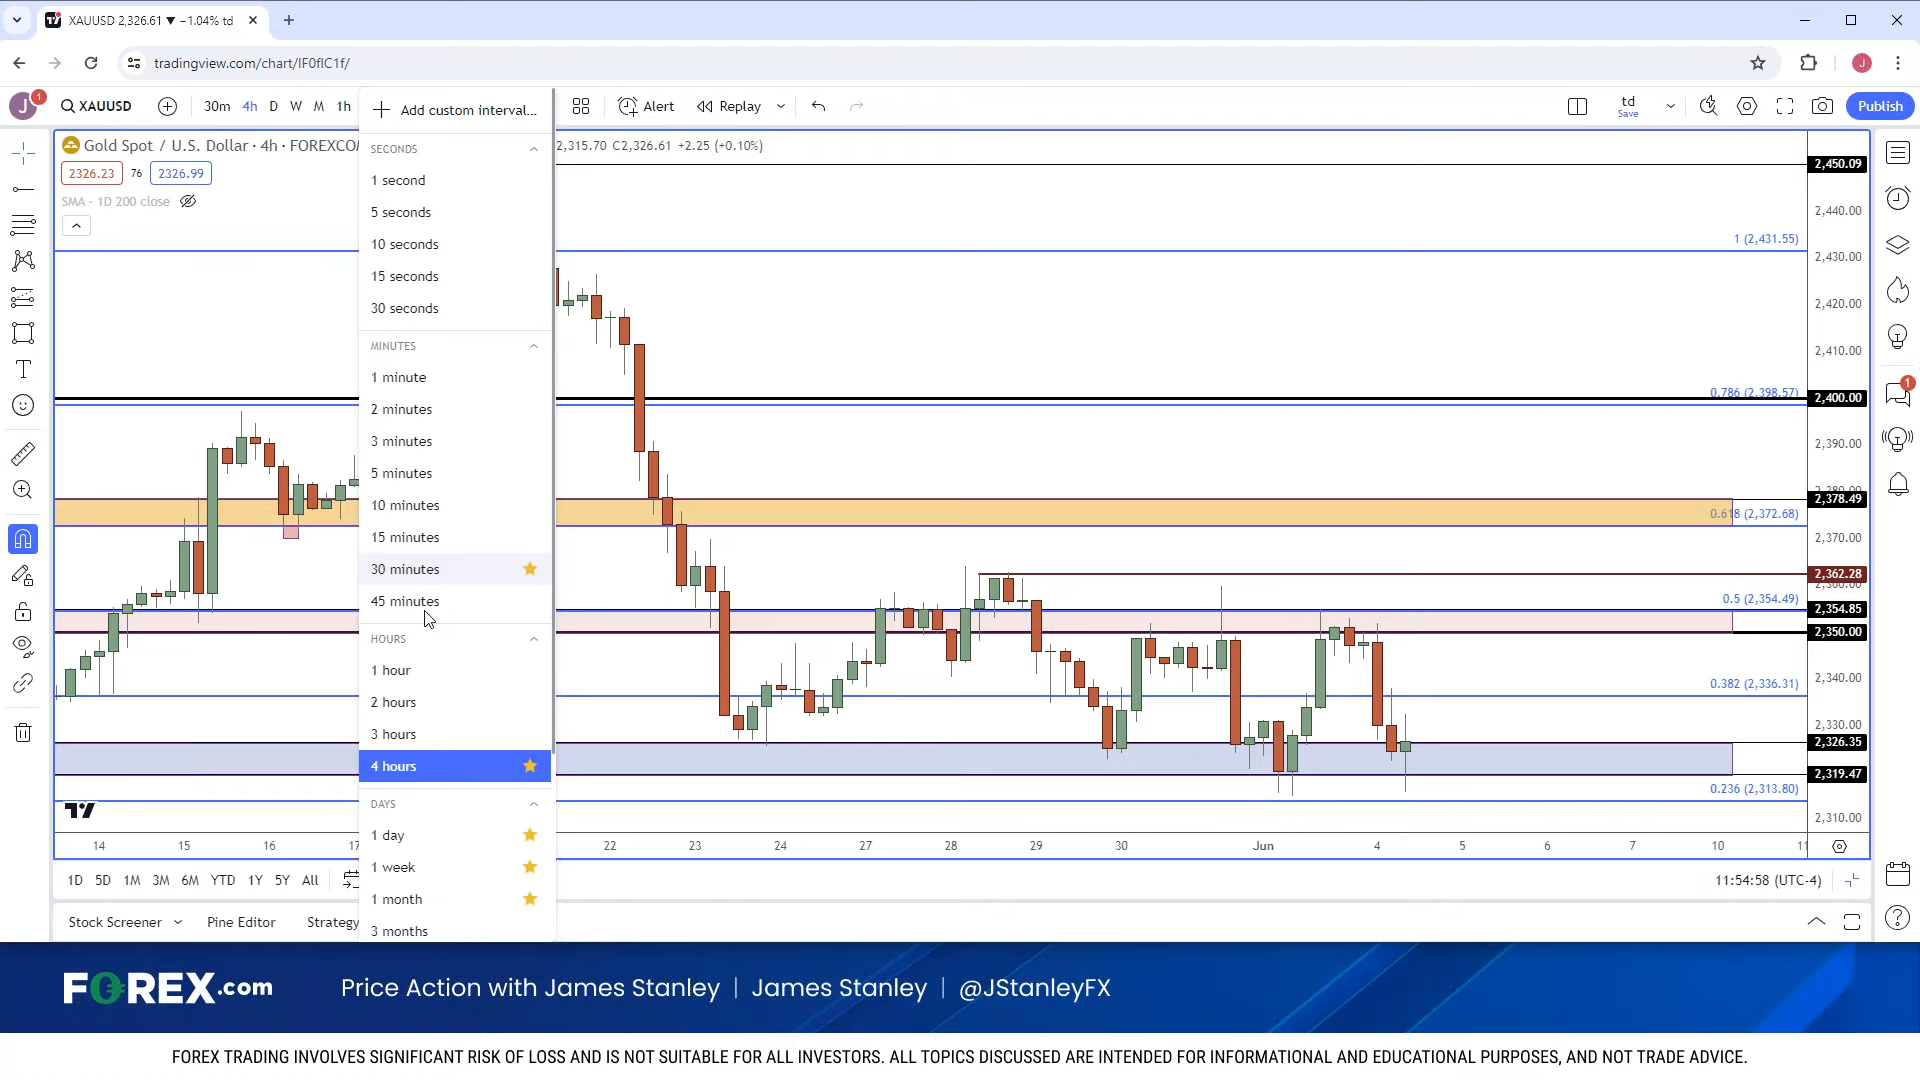 XAUUSD 2,326.61 ▼ −1.04% td
tradingview.com/chart/IF0fIC1f/
J 1 XAUUSD 30m 4h D W M 1h
Alert Replay td Save Publish
Add custom interval...
SECONDS
1 second
5 seconds
10 seconds
15 seconds
30 seconds
MINUTES
1 minute
2 minutes
3 minutes
5 minutes
10 minutes
15 minutes
30 minutes
45 minutes
HOURS
1 hour
2 hours
3 hours
4 hours
DAYS
1 day
1 week
1 month
3 months
Gold Spot / U.S. Dollar · 4h · FOREXCO
2,315.70 C2,326.61 +2.25 (+0.10%)
2326.23 76 2326.99
SMA · 1D 200 close
2,450.09
2,440.00
1 (2,431.55)
2,430.00
2,420.00
2,410.00
0.786 (2,398.57)
2,400.00
2,390.00
2,380.00
2,378.49
0.618 (2,372.68)
2,370.00
2,362.28
2,360.00
0.5 (2,354.49)
2,354.85
2,350.00
2,340.00
0.382 (2,336.31)
2,330.00
2,326.35
2,319.47
0.236 (2,313.80)
2,310.00
14 15 16 17 22 23 24 27 28 29 30 Jun 4 5 6 7 10 11
1D 5D 1M 3M 6M YTD 1Y 5Y All
11:54:58 (UTC-4)
Stock Screener Pine Editor Strategy
1
J
FOREX.com
Price Action with James Stanley | James Stanley | @JStanleyFX
FOREX TRADING INVOLVES SIGNIFICANT RISK OF LOSS AND IS NOT SUITABLE FOR ALL INVESTORS. ALL TOPICS DISCUSSED ARE INTENDED FOR INFORMATIONAL AND EDUCATIONAL PURPOSES, AND NOT TRADE ADVICE.